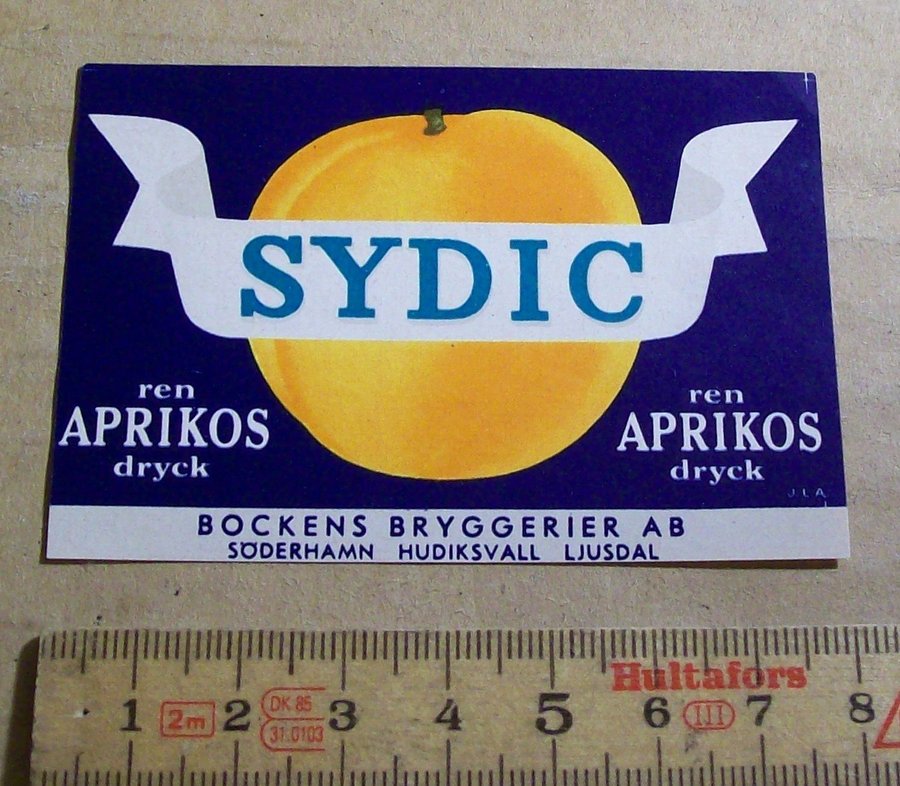 SYDIC
ren
APRIKOS
dryck
ren
APRIKOS
dryck
JLA
BOCKENS BRYGGERIER AB
SÖDERHAMN HUDIKSVALL LJUSDAL
Hultafors
1 2m 2 DK 85 3 4 5 6 III 7 8
31.0103